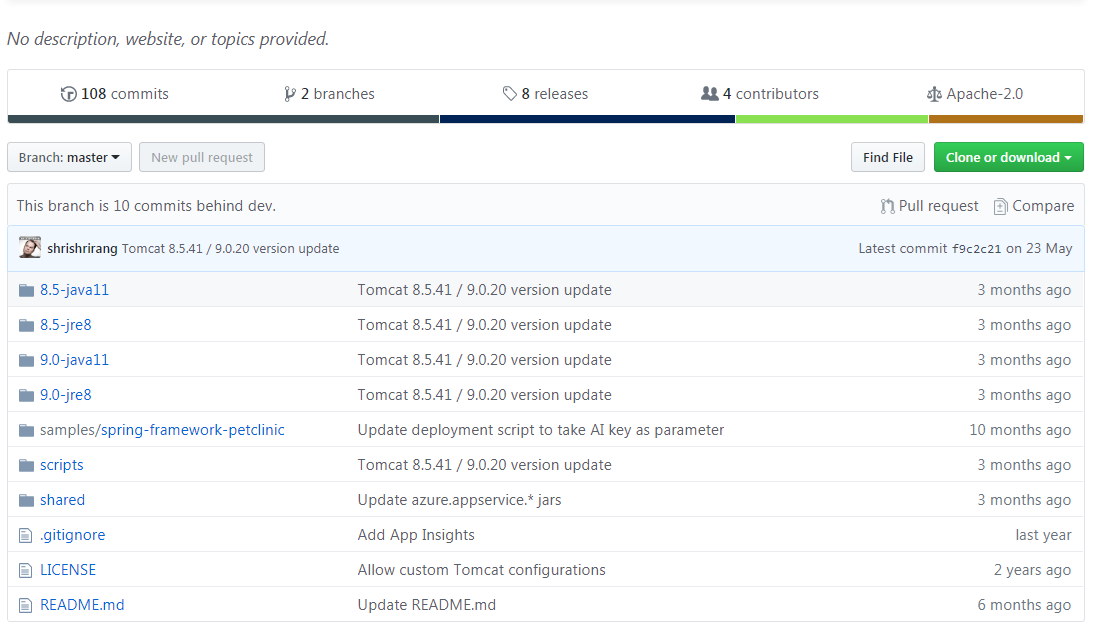 No description, website, or topics provided.
108 commits 2 branches 8 releases 4 contributors Apache-2.0
Branch: master New pull request Find File Clone or download
This branch is 10 commits behind dev. Pull request Compare
shrishrirang Tomcat 8.5.41 / 9.0.20 version update Latest commit f9c2c21 on 23 May
8.5-java11 Tomcat 8.5.41 / 9.0.20 version update 3 months ago
8.5-jre8 Tomcat 8.5.41 / 9.0.20 version update 3 months ago
9.0-java11 Tomcat 8.5.41 / 9.0.20 version update 3 months ago
9.0-jre8 Tomcat 8.5.41 / 9.0.20 version update 3 months ago
samples/spring-framework-petclinic Update deployment script to take AI key as parameter 10 months ago
scripts Tomcat 8.5.41 / 9.0.20 version update 3 months ago
shared Update azure.appservice.* jars 3 months ago
.gitignore Add App Insights last year
LICENSE Allow custom Tomcat configurations 2 years ago
README.md Update README.md 6 months ago